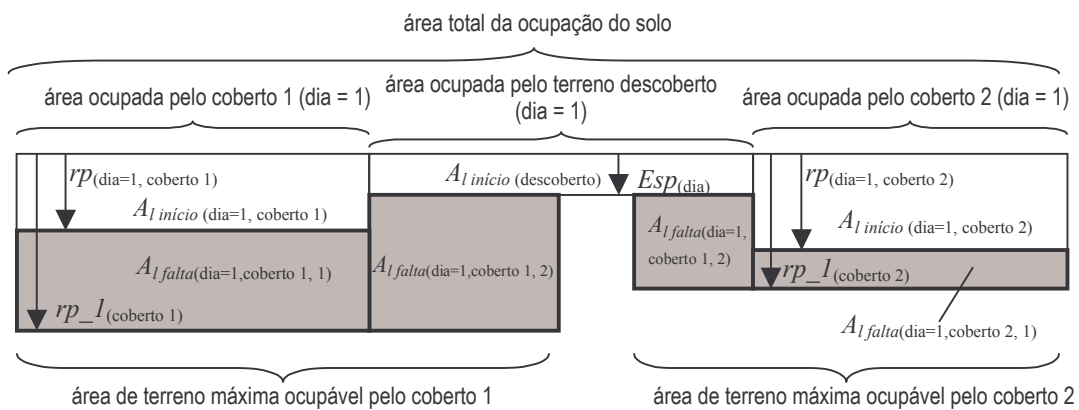 área total da ocupação do solo
área ocupada pelo coberto 1 (dia = 1)
área ocupada pelo terreno descoberto
(dia = 1)
área ocupada pelo coberto 2 (dia = 1)
rp(dia=1, coberto 1)
A l início (dia=1, coberto 1)
A l início (descoberto)
Esp(dia)
rp(dia=1, coberto 2)
A l início (dia=1, coberto 2)
A l falta(dia=1,coberto 1, 1)
A l falta(dia=1,coberto 1, 2)
A l falta(dia=1,
coberto 1, 2)
rp_1(coberto 1)
rp_1(coberto 2)
A l falta(dia=1,coberto 2, 1)
área de terreno máxima ocupável pelo coberto 1
área de terreno máxima ocupável pelo coberto 2